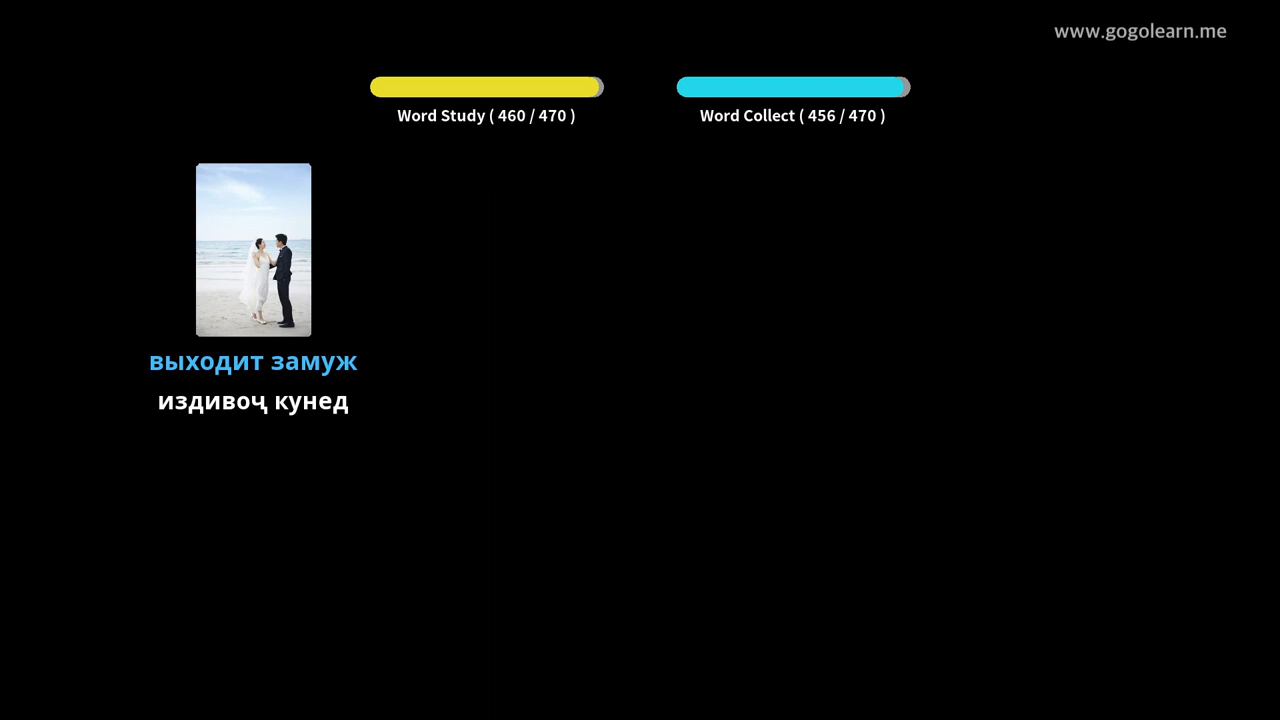 www.gogolearn.me
Word Study ( 460 / 470 )
Word Collect ( 456 / 470 )
выходит замуж
издивоҷ кунед